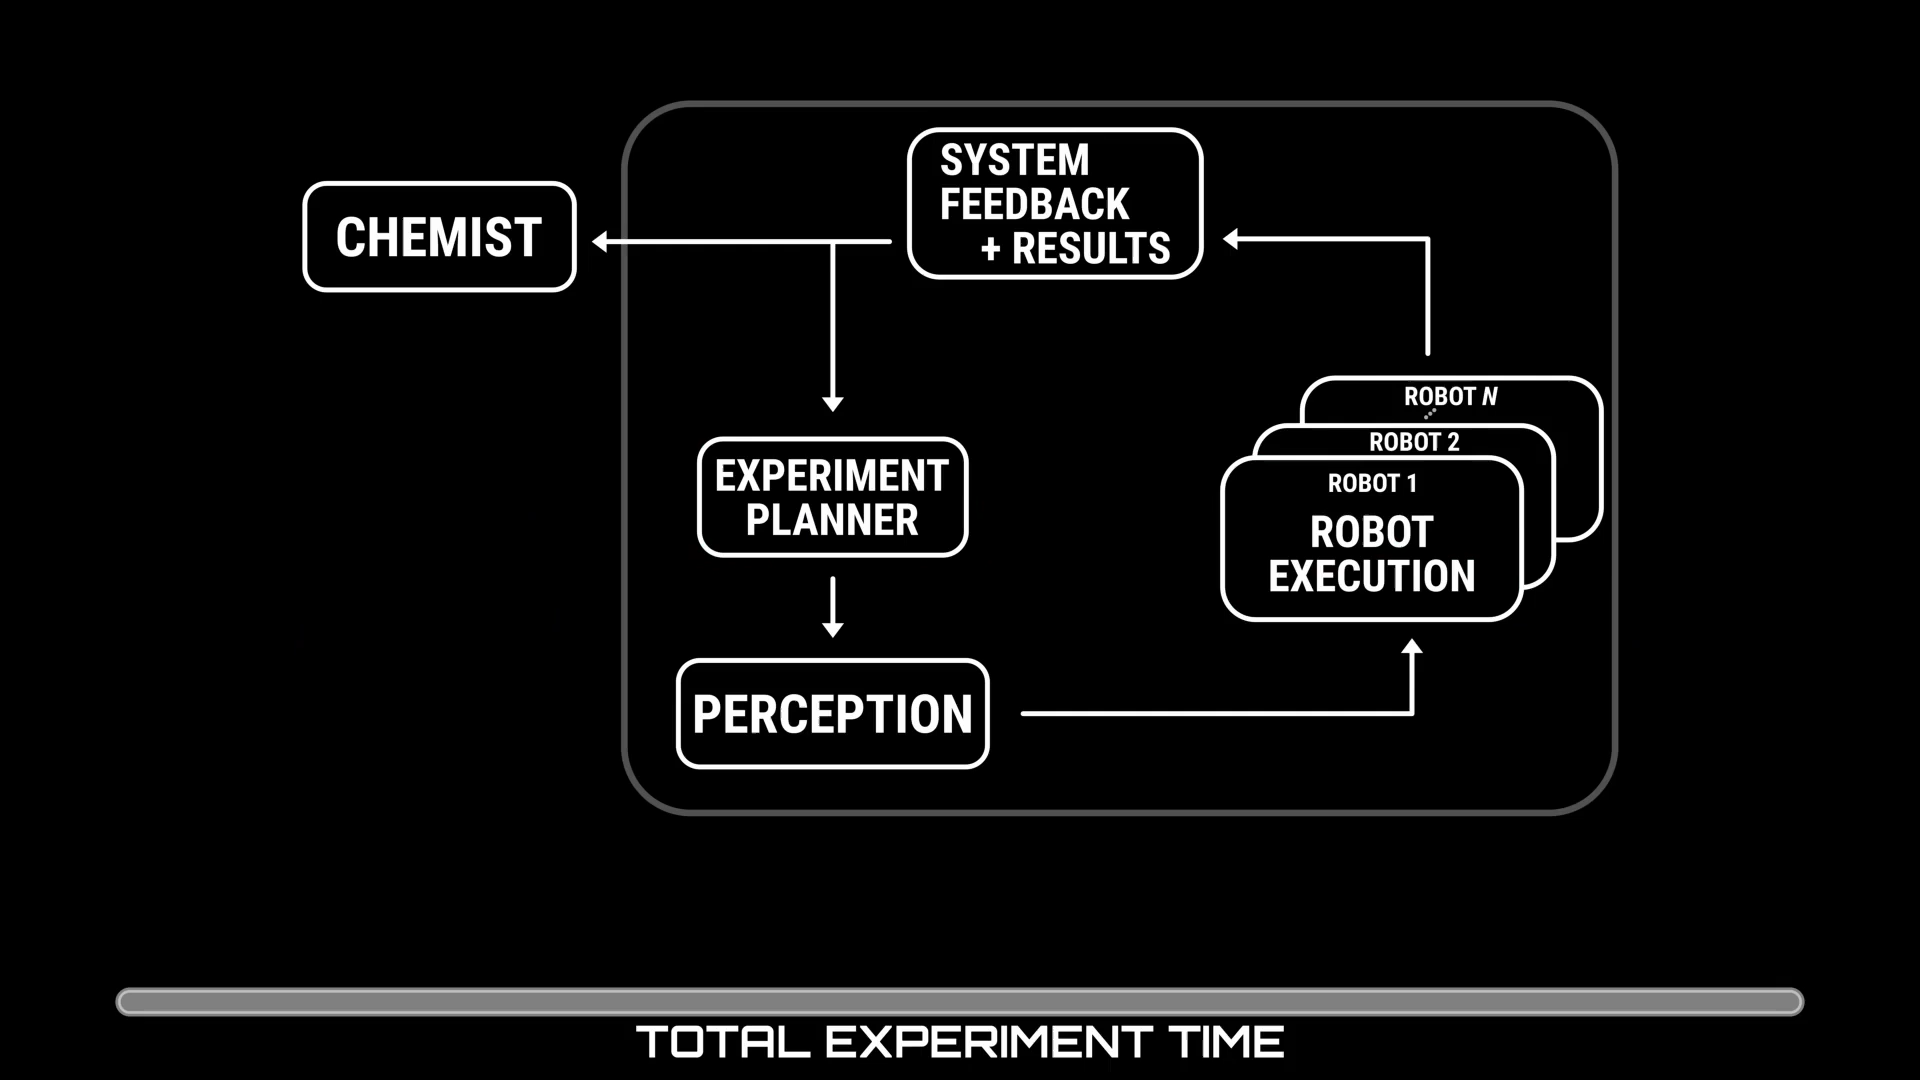 SYSTEM
FEEDBACK
+ RESULTS
CHEMIST
ROBOT N
ROBOT 2
ROBOT 1
ROBOT
EXECUTION
EXPERIMENT
PLANNER
PERCEPTION
TOTAL EXPERIMENT TIME